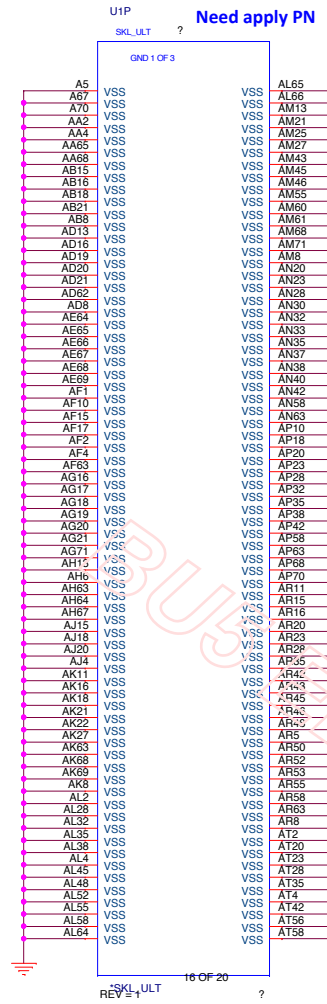 U1P
Need apply PN
SKL_ULT ?
GND 1 OF 3
A5 VSS VSS AL65
A67 VSS VSS AL66
A70 VSS VSS AM13
AA2 VSS VSS AM21
AA4 VSS VSS AM25
AA65 VSS VSS AM27
AA68 VSS VSS AM43
AB15 VSS VSS AM45
AB16 VSS VSS AM46
AB18 VSS VSS AM55
AB21 VSS VSS AM60
AB8 VSS VSS AM61
AD13 VSS VSS AM68
AD16 VSS VSS AM71
AD19 VSS VSS AM8
AD20 VSS VSS AN20
AD21 VSS VSS AN23
AD62 VSS VSS AN28
AD8 VSS VSS AN30
AE64 VSS VSS AN32
AE65 VSS VSS AN33
AE66 VSS VSS AN35
AE67 VSS VSS AN37
AE68 VSS VSS AN38
AE69 VSS VSS AN40
AF1 VSS VSS AN42
AF10 VSS VSS AN58
AF15 VSS VSS AN63
AF17 VSS VSS AP10
AF2 VSS VSS AP18
AF4 VSS VSS AP20
AF63 VSS VSS AP23
AG16 VSS VSS AP28
AG17 VSS VSS AP32
AG18 VSS VSS AP35
AG19 VSS VSS AP38
AG20 VSS VSS AP42
AG21 VSS VSS AP58
AG71 VSS VSS AP63
AH13 VSS VSS AP68
AH6 VSS VSS AP70
AH63 VSS VSS AR11
AH64 VSS VSS AR15
AH67 VSS VSS AR16
AJ15 VSS VSS AR20
AJ18 VSS VSS AR23
AJ20 VSS VSS AR28
AJ4 VSS VSS AR35
AK11 VSS VSS AR42
AK16 VSS VSS AR43
AK18 VSS VSS AR45
AK21 VSS VSS AR46
AK22 VSS VSS AR48
AK27 VSS VSS AR5
AK63 VSS VSS AR50
AK68 VSS VSS AR52
AK69 VSS VSS AR53
AK8 VSS VSS AR55
AL2 VSS VSS AR58
AL28 VSS VSS AR63
AL32 VSS VSS AR8
AL35 VSS VSS AT2
AL38 VSS VSS AT20
AL4 VSS VSS AT23
AL45 VSS VSS AT28
AL48 VSS VSS AT35
AL52 VSS VSS AT4
AL55 VSS VSS AT42
AL58 VSS VSS AT56
AL64 VSS VSS AT58
16 OF 20
*SKL_ULT
REV = 1 ?